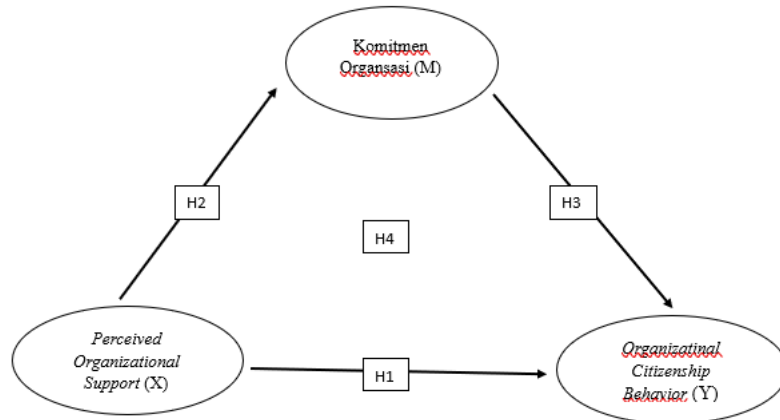 Komitmen
Organsasi (M)
H2
H3
H4
Perceived
Organizational
Support (X)
H1
Organizatinal
Citizenship
Behavior (Y)